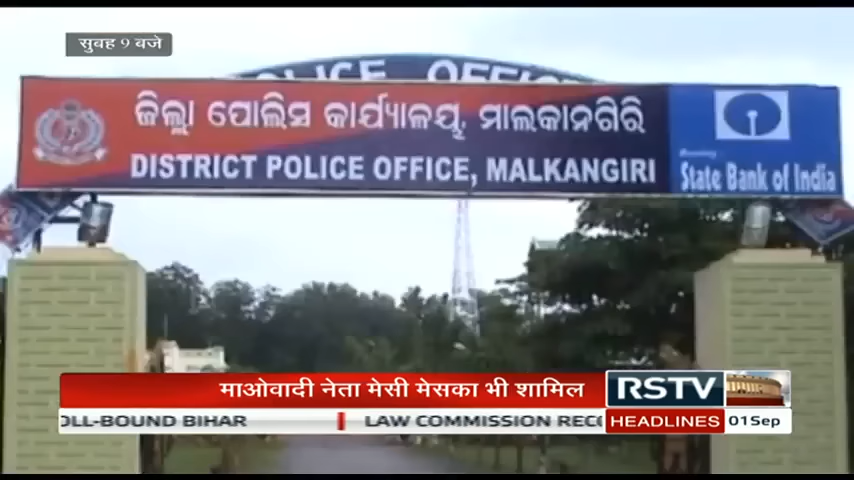 सुबह 9 बजे
POLICE OFFICE
ଜିଲ୍ଲା ପୋଲିସ କାର୍ଯ୍ୟାଳୟ, ମାଲକାନଗିରି
DISTRICT POLICE OFFICE, MALKANGIRI
State Bank of India
माओवादी नेता मेसी मेसका भी शामिल
RSTV
OLL-BOUND BIHAR
LAW COMMISSION REC
HEADLINES
01Sep